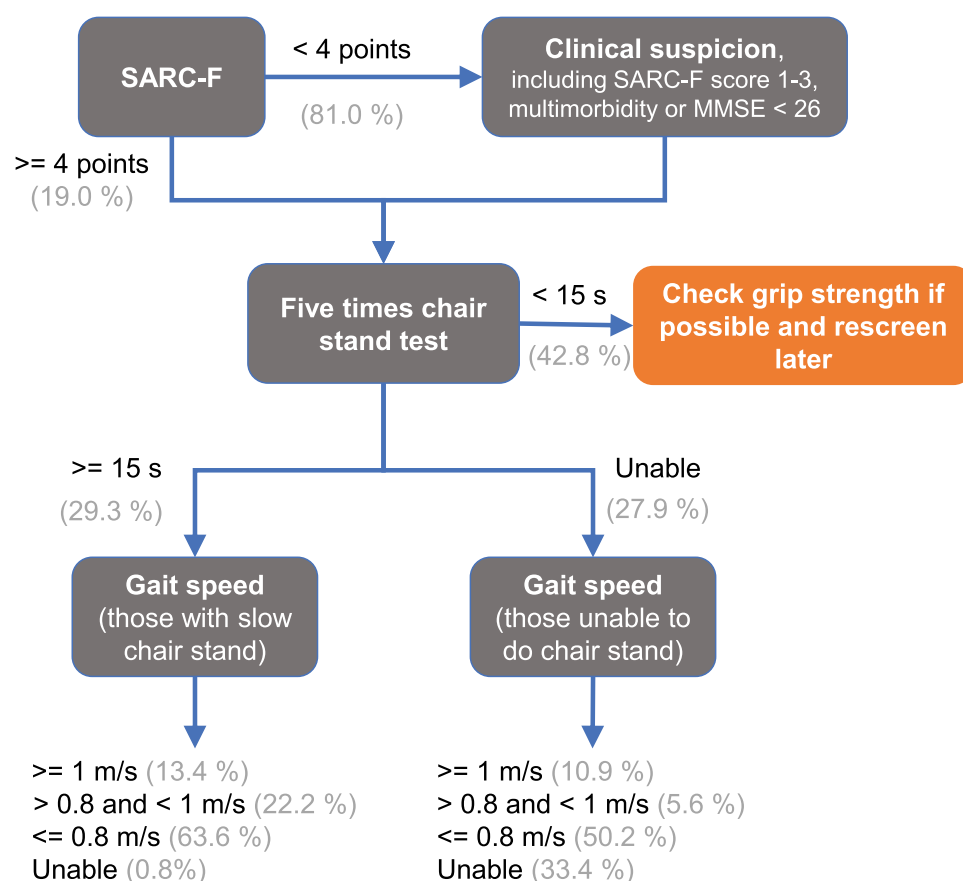 SARC-F
< 4 points
(81.0 %)
Clinical suspicion,
including SARC-F score 1-3,
multimorbidity or MMSE < 26
>= 4 points
(19.0 %)
Five times chair
stand test
< 15 s
(42.8 %)
Check grip strength if
possible and rescreen
later
>= 15 s
(29.3 %)
Unable
(27.9 %)
Gait speed
(those with slow
chair stand)
Gait speed
(those unable to
do chair stand)
>= 1 m/s (13.4 %)
> 0.8 and < 1 m/s (22.2 %)
<= 0.8 m/s (63.6 %)
Unable (0.8%)
>= 1 m/s (10.9 %)
> 0.8 and < 1 m/s (5.6 %)
<= 0.8 m/s (50.2 %)
Unable (33.4 %)